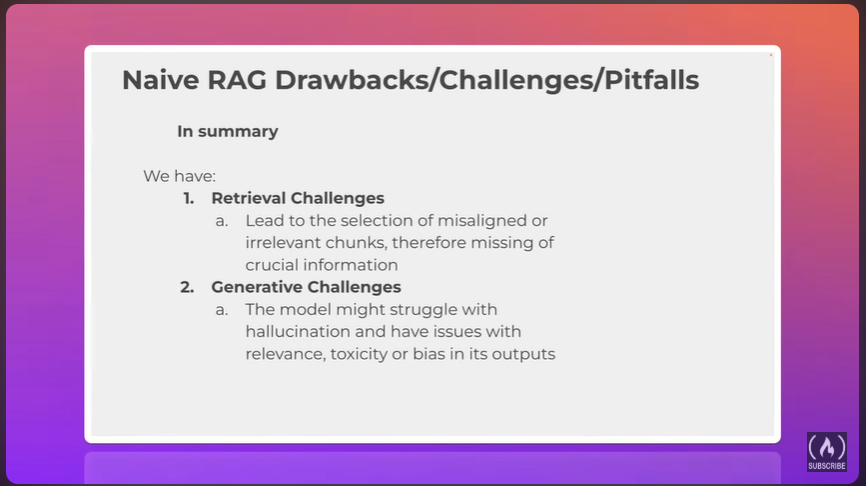 Naive RAG Drawbacks/Challenges/Pitfalls
In summary
We have:
1. Retrieval Challenges
a. Lead to the selection of misaligned or
irrelevant chunks, therefore missing of
crucial information
2. Generative Challenges
a. The model might struggle with
hallucination and have issues with
relevance, toxicity or bias in its outputs
SUBSCRIBE